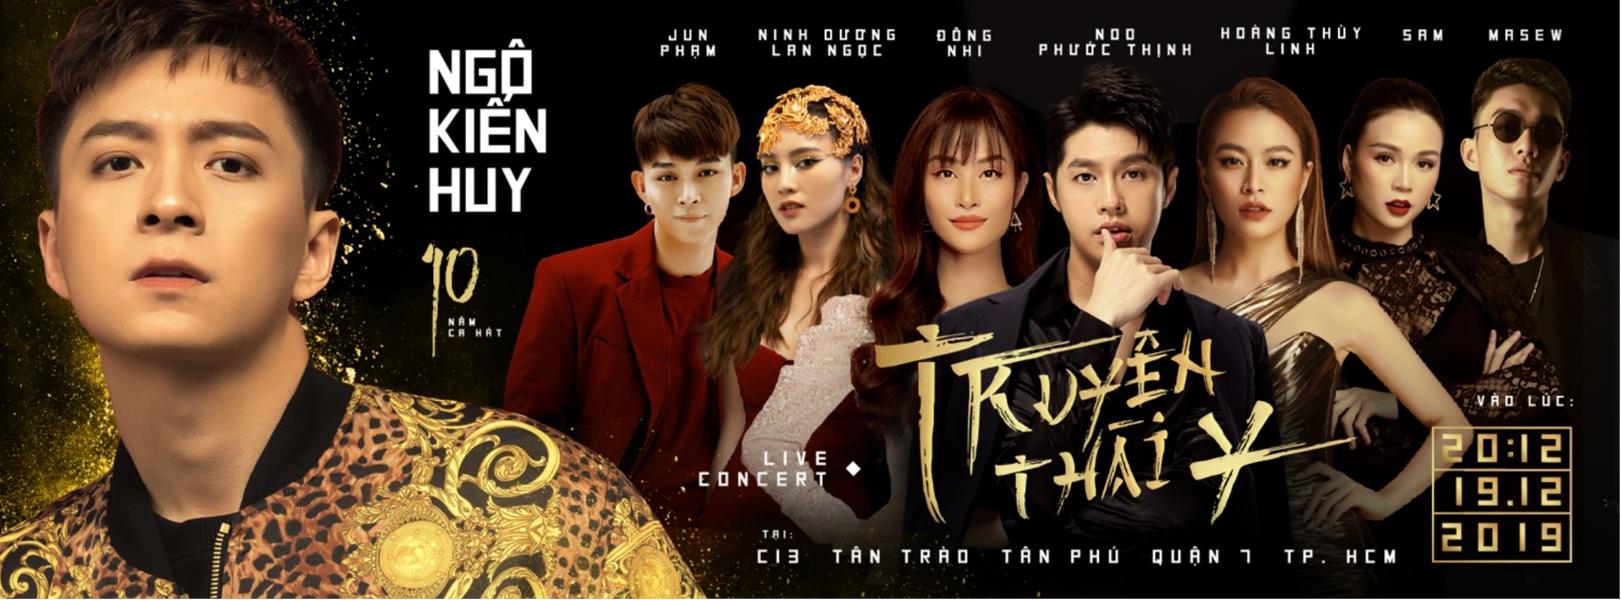 NGÔ
KIẾN
HUY
10
NĂM
CA HÁT
JUN
PHẠM
NINH DƯƠNG
LAN NGỌC
ĐÔNG
NHI
NOO
PHƯỚC THỊNH
HOÀNG THÙY
LINH
SAM
MASEW
LIVE
CONCERT
TRUYỀN
THÁI Y
VÀO LÚC:
20:12
19.12
2019
TẠI:
C13 TÂN TRÀO TÂN PHÚ QUẬN 7 TP. HCM